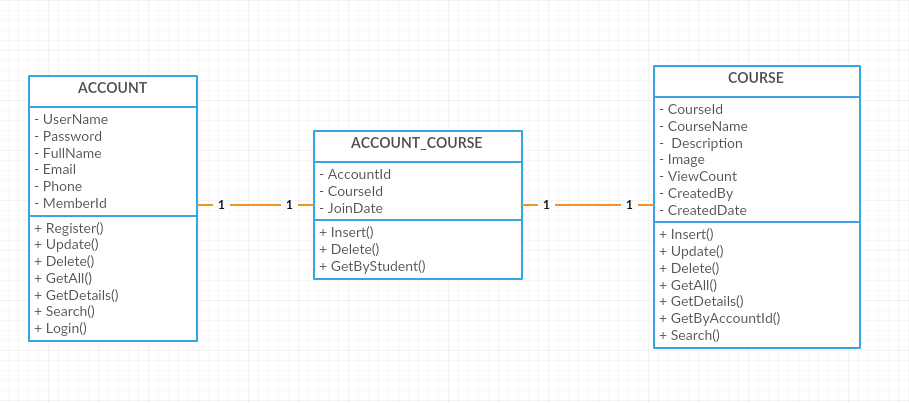 ACCOUNT
- UserName
- Password
- FullName
- Email
- Phone
- MemberId
+ Register()
+ Update()
+ Delete()
+ GetAll()
+ GetDetails()
+ Search()
+ Login()
1 1
ACCOUNT_COURSE
- AccountId
- CourseId
- JoinDate
+ Insert()
+ Delete()
+ GetByStudent()
1 1
COURSE
- CourseId
- CourseName
- Description
- Image
- ViewCount
- CreatedBy
- CreatedDate
+ Insert()
+ Update()
+ Delete()
+ GetAll()
+ GetDetails()
+ GetByAccountId()
+ Search()